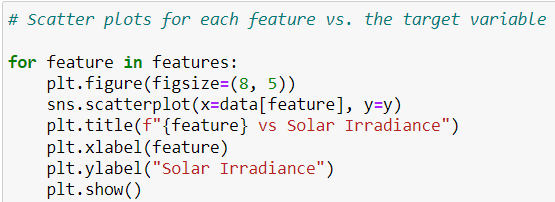 # Scatter plots for each feature vs. the target variable
for feature in features:
    plt.figure(figsize=(8, 5))
    sns.scatterplot(x=data[feature], y=y)
    plt.title(f"{feature} vs Solar Irradiance")
    plt.xlabel(feature)
    plt.ylabel("Solar Irradiance")
    plt.show()